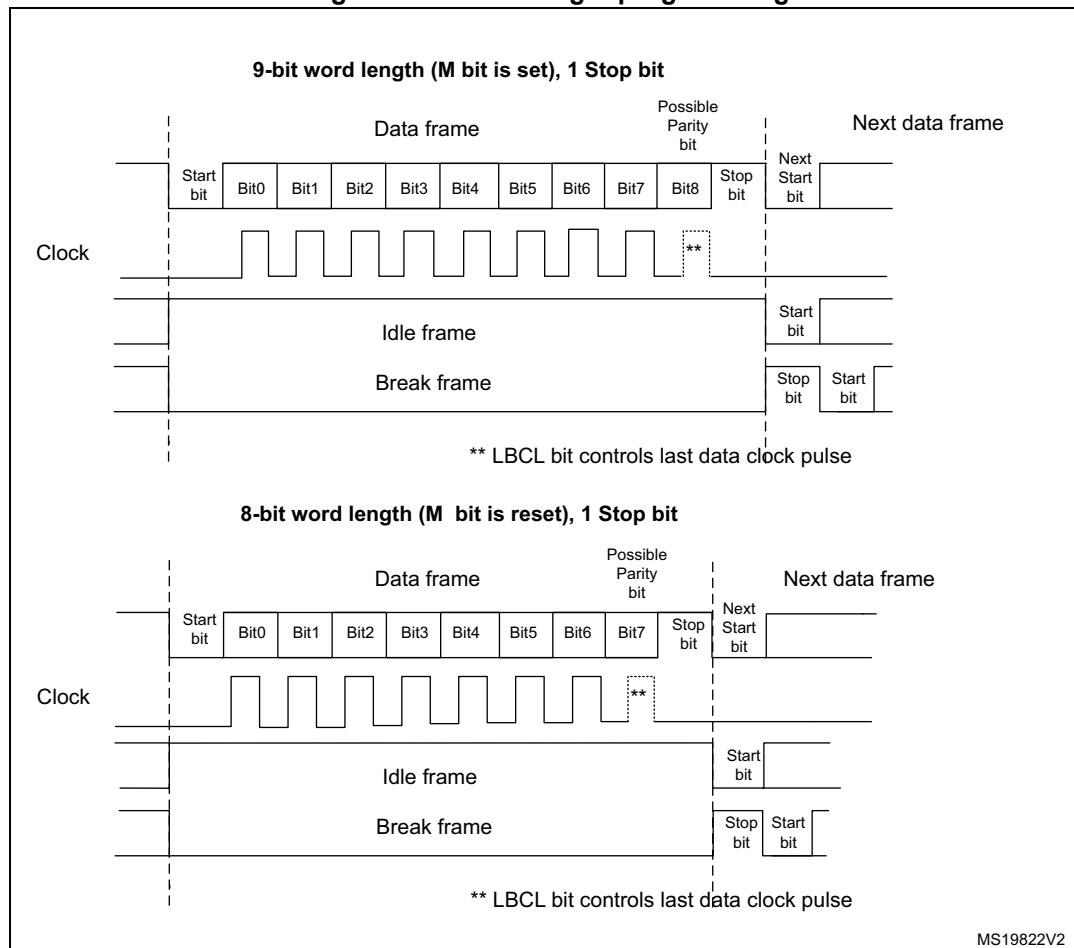 9-bit word length (M bit is set), 1 Stop bit
Data frame
Possible
Parity
bit
Next data frame
Start
bit
Bit0
Bit1
Bit2
Bit3
Bit4
Bit5
Bit6
Bit7
Bit8
Stop
bit
Next
Start
bit
Clock
**
Idle frame
Start
bit
Break frame
Stop
bit
Start
bit
** LBCL bit controls last data clock pulse
8-bit word length (M bit is reset), 1 Stop bit
Data frame
Possible
Parity
bit
Next data frame
Start
bit
Bit0
Bit1
Bit2
Bit3
Bit4
Bit5
Bit6
Bit7
Stop
bit
Next
Start
bit
Clock
**
Idle frame
Start
bit
Break frame
Stop
bit
Start
bit
** LBCL bit controls last data clock pulse
MS19822V2